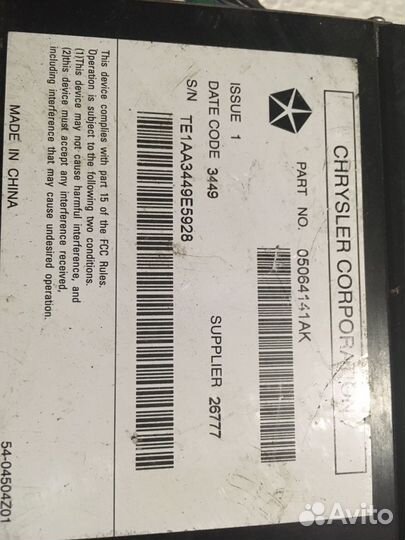 CHRYSLER CORPORATION
PART NO. 05064141AK
ISSUE 1
DATE CODE 3449
SUPPLIER 26777
S/N TE1AA3449E5928
This device complies with part 15 of the FCC Rules.
Operation is subject to the following two conditions.
(1)This device may not cause harmful interference, and
(2)this device must accept any interference received,
including interference that may cause undesired operation.
MADE IN CHINA
54-04504Z01
Avito